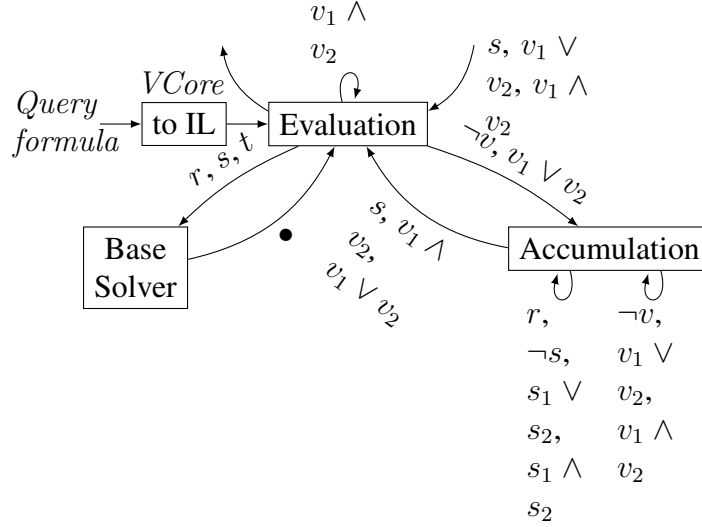 v₁ ∧
v₂
s, v₁ ∨
v₂, v₁ ∧
v₂
VCore
Query
formula
to IL
Evaluation
r, s, t
¬v, v₁ ∨ v₂
s, v₁ ∧
v₂,
v₁ ∨ v₂
•
Base
Solver
Accumulation
r,
¬s,
s₁ ∨
s₂,
s₁ ∧
s₂
¬v,
v₁ ∨
v₂,
v₁ ∧
v₂